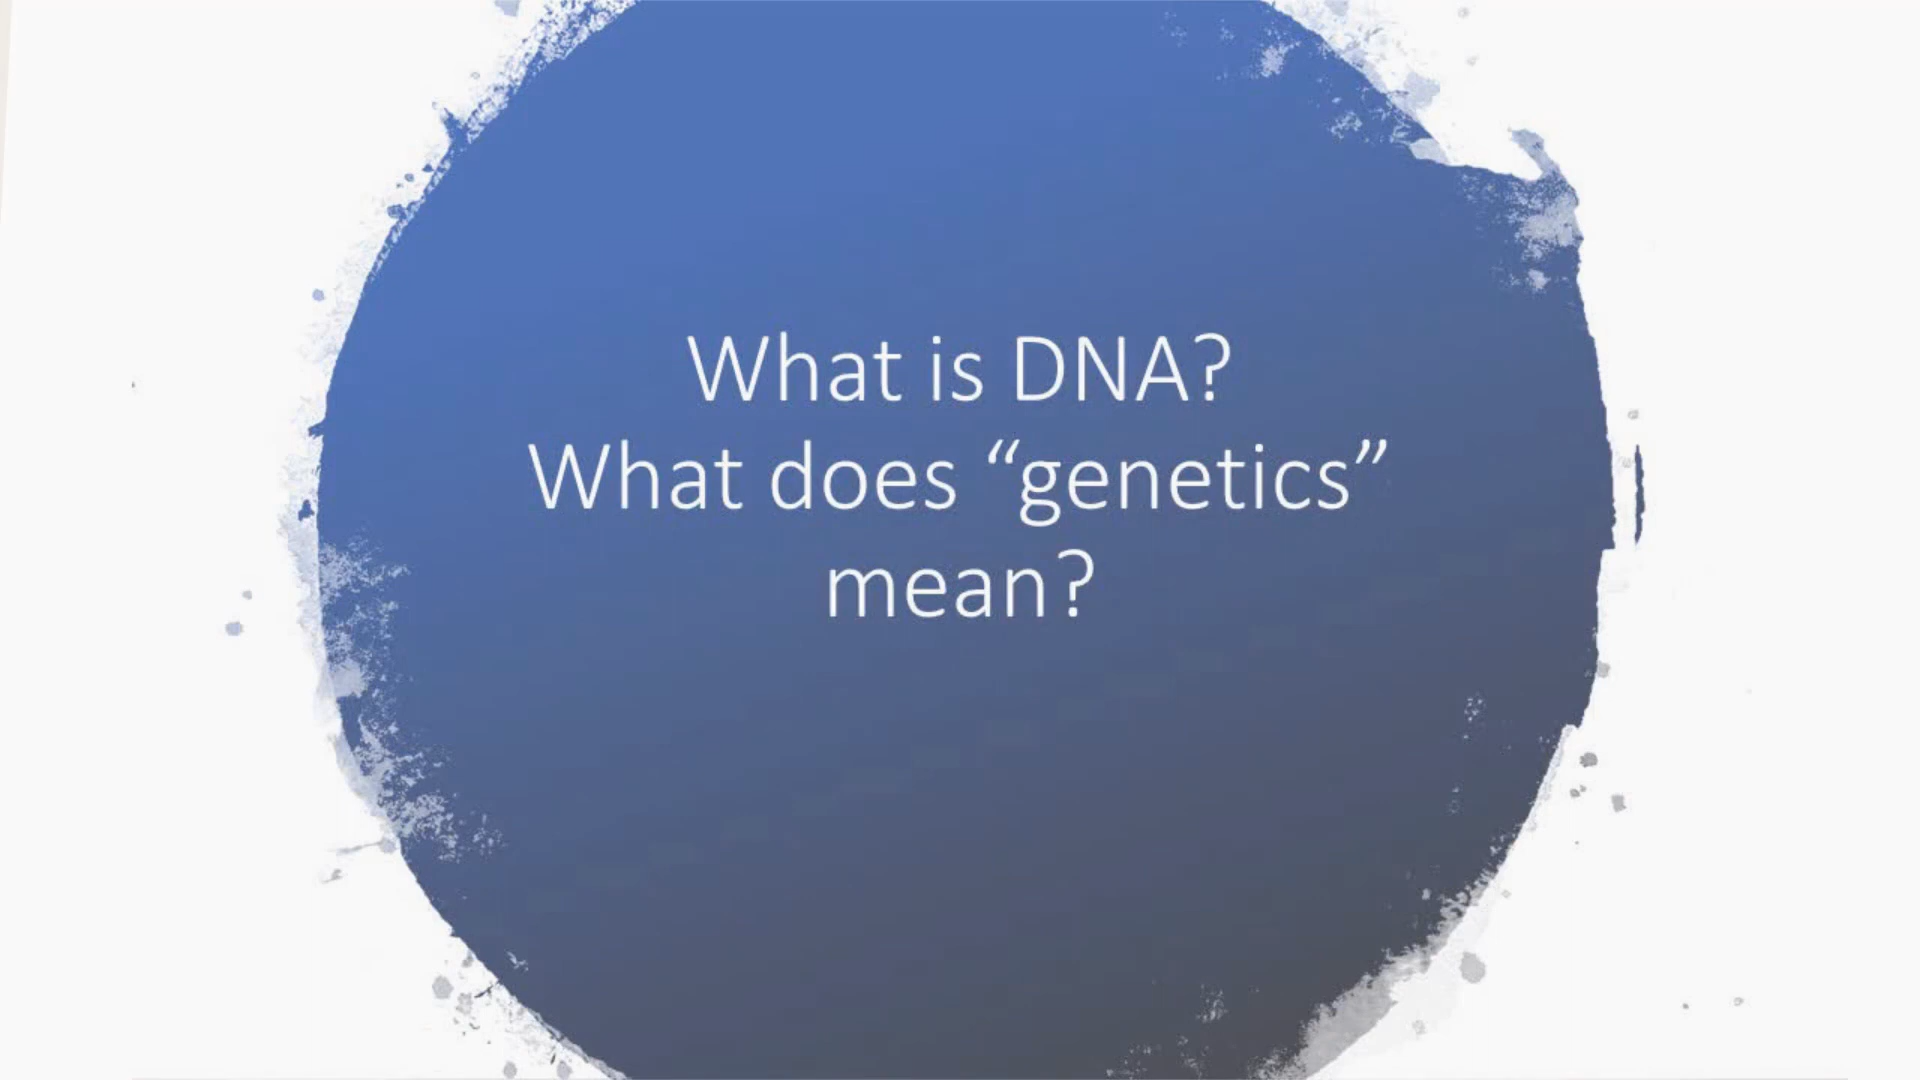 What is DNA?
What does “genetics”
mean?